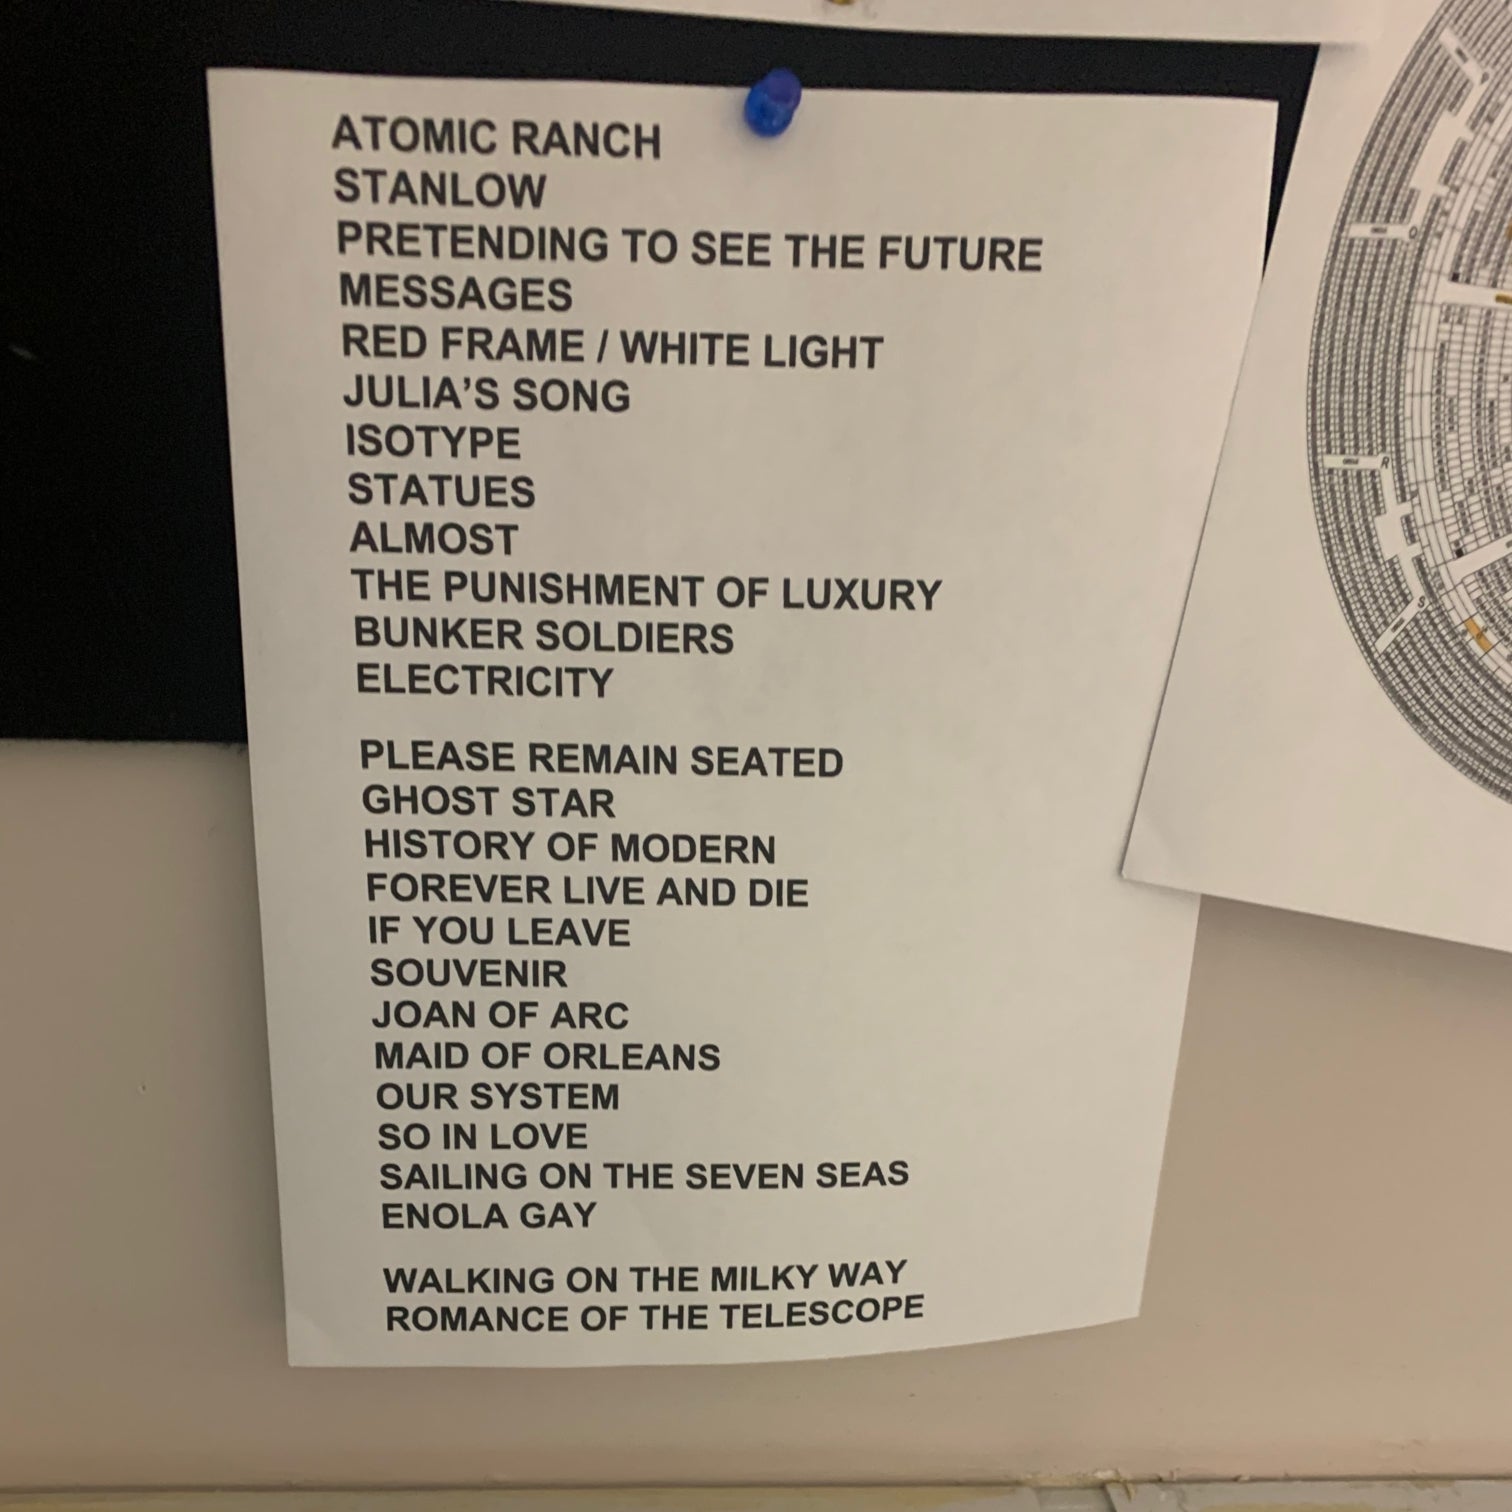 ATOMIC RANCH
STANLOW
PRETENDING TO SEE THE FUTURE
MESSAGES
RED FRAME / WHITE LIGHT
JULIA'S SONG
ISOTYPE
STATUES
ALMOST
THE PUNISHMENT OF LUXURY
BUNKER SOLDIERS
ELECTRICITY
PLEASE REMAIN SEATED
GHOST STAR
HISTORY OF MODERN
FOREVER LIVE AND DIE
IF YOU LEAVE
SOUVENIR
JOAN OF ARC
MAID OF ORLEANS
OUR SYSTEM
SO IN LOVE
SAILING ON THE SEVEN SEAS
ENOLA GAY
WALKING ON THE MILKY WAY
ROMANCE OF THE TELESCOPE